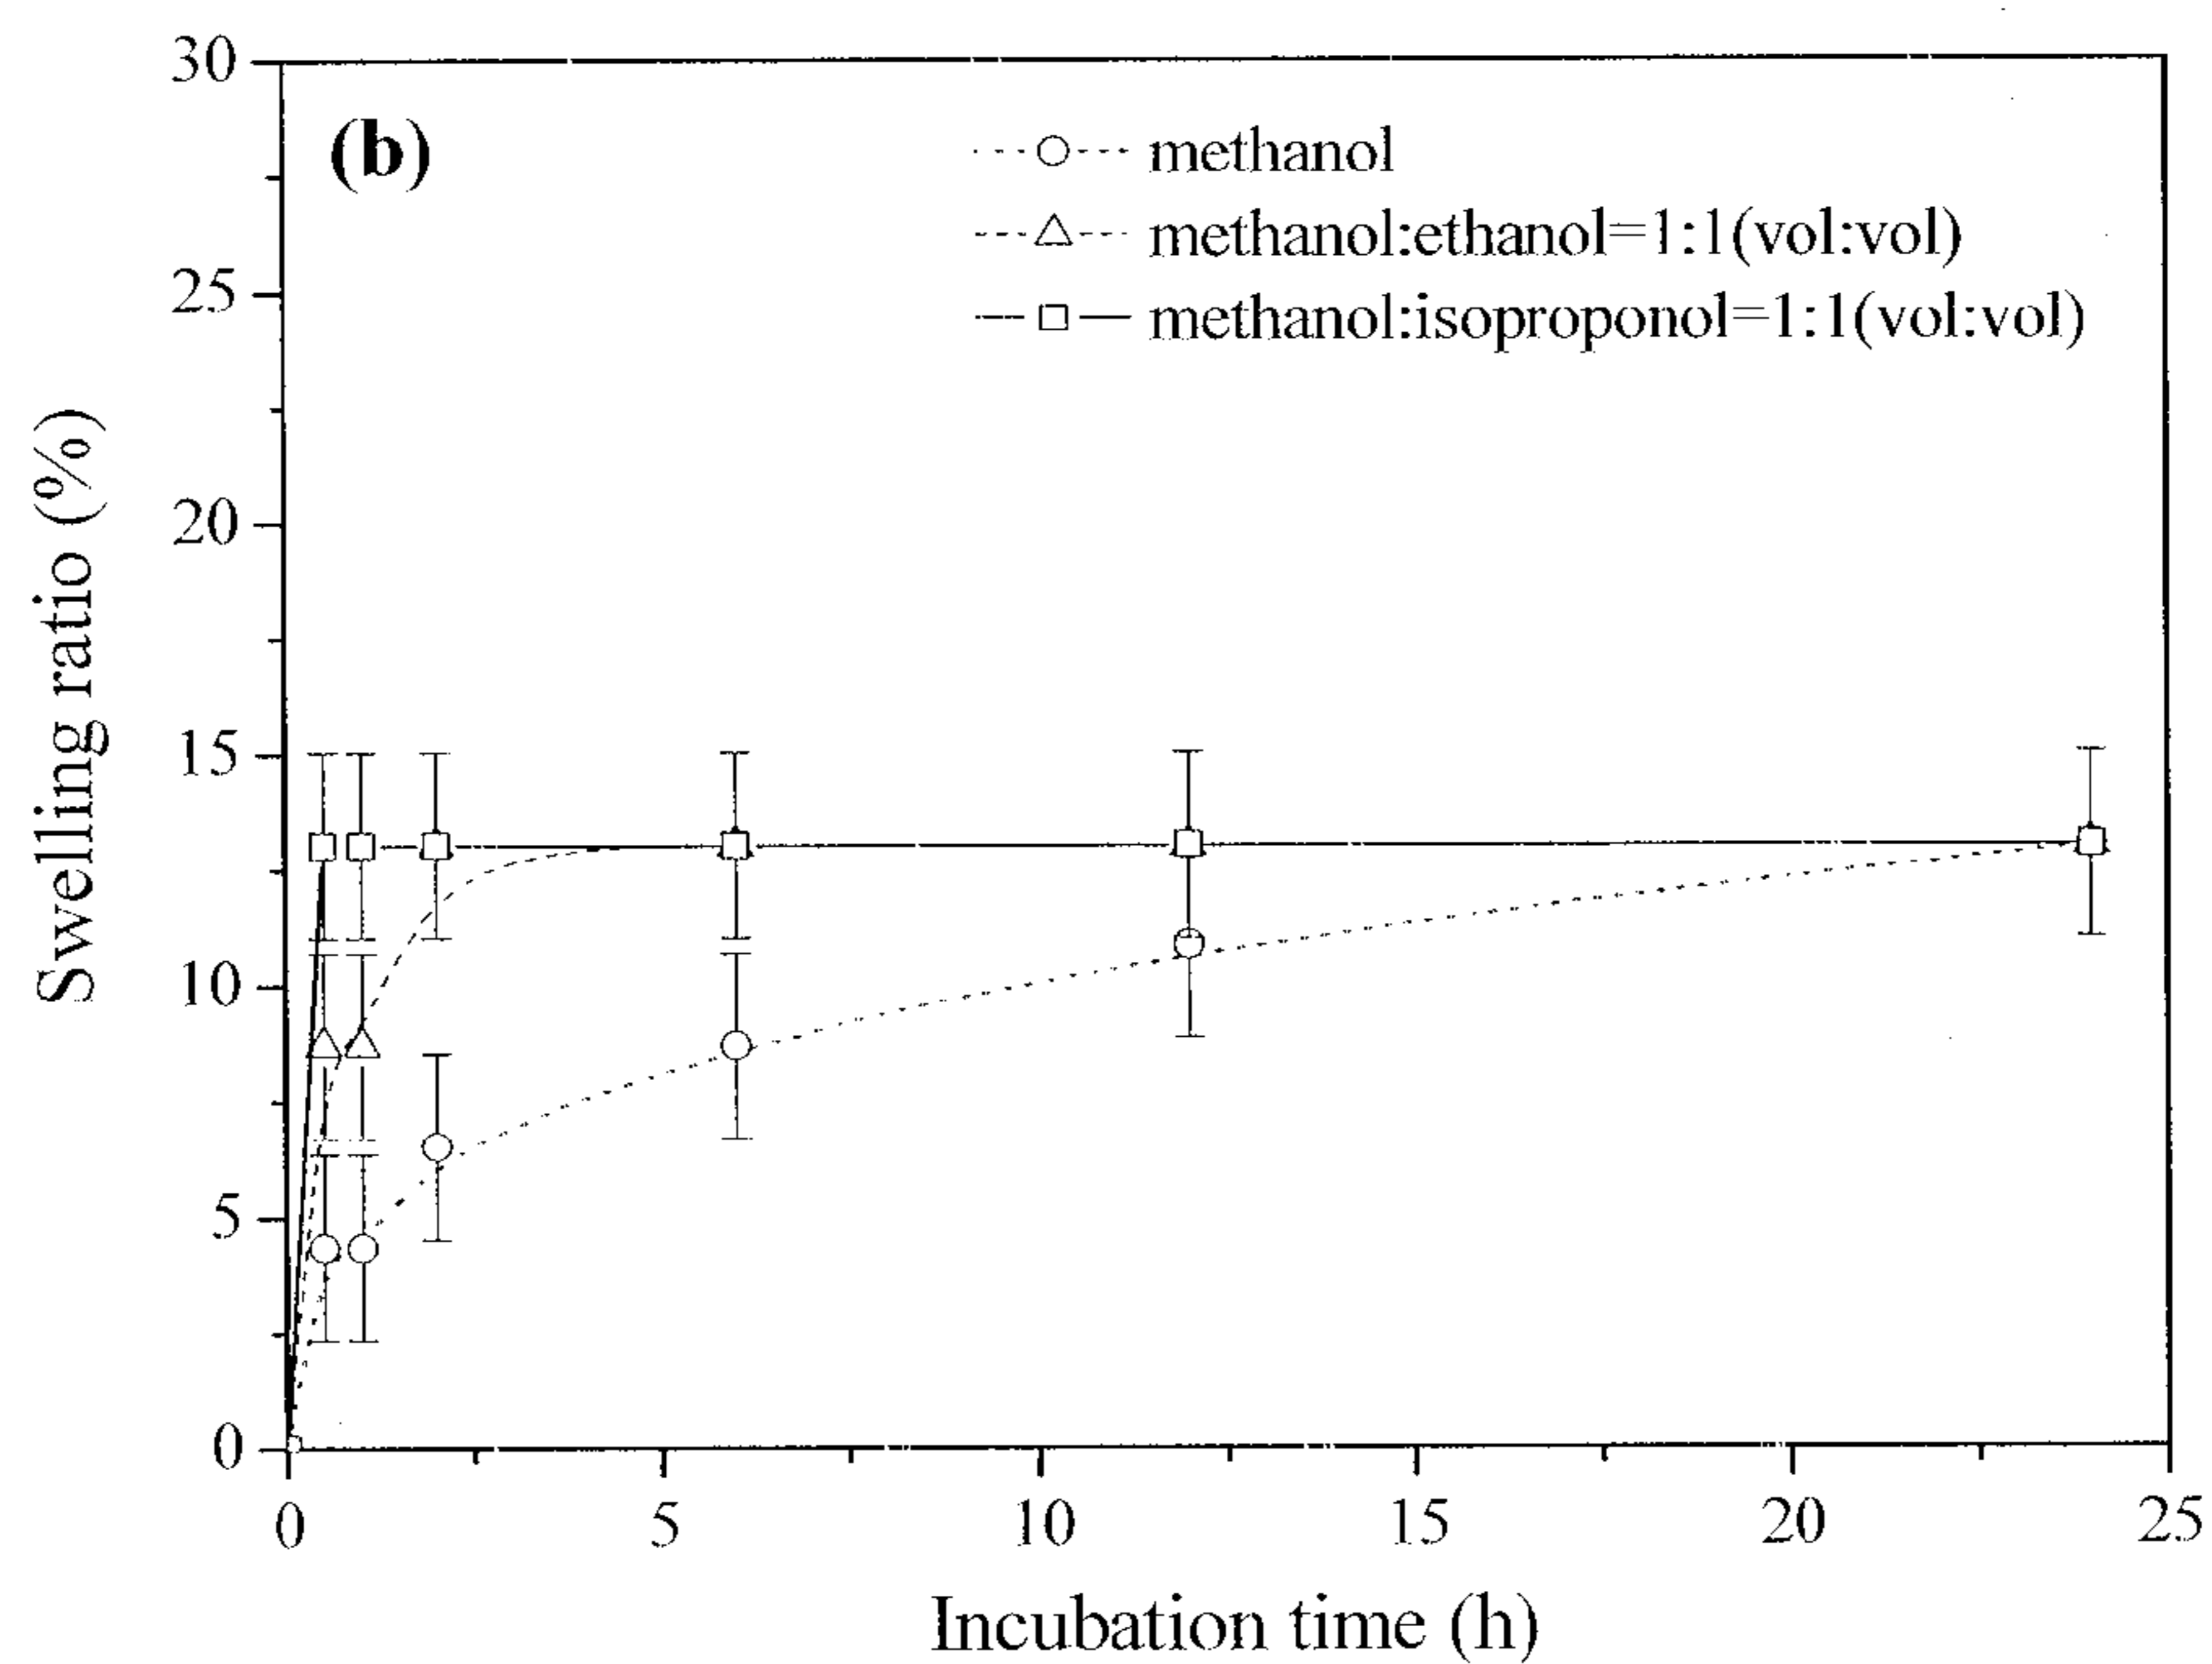 (b)
methanol
methanol:ethanol=1:1(vol:vol)
methanol:isoproponol=1:1(vol:vol)
Swelling ratio (%)
30
25
20
15
10
5
0
0 5 10 15 20 25
Incubation time (h)